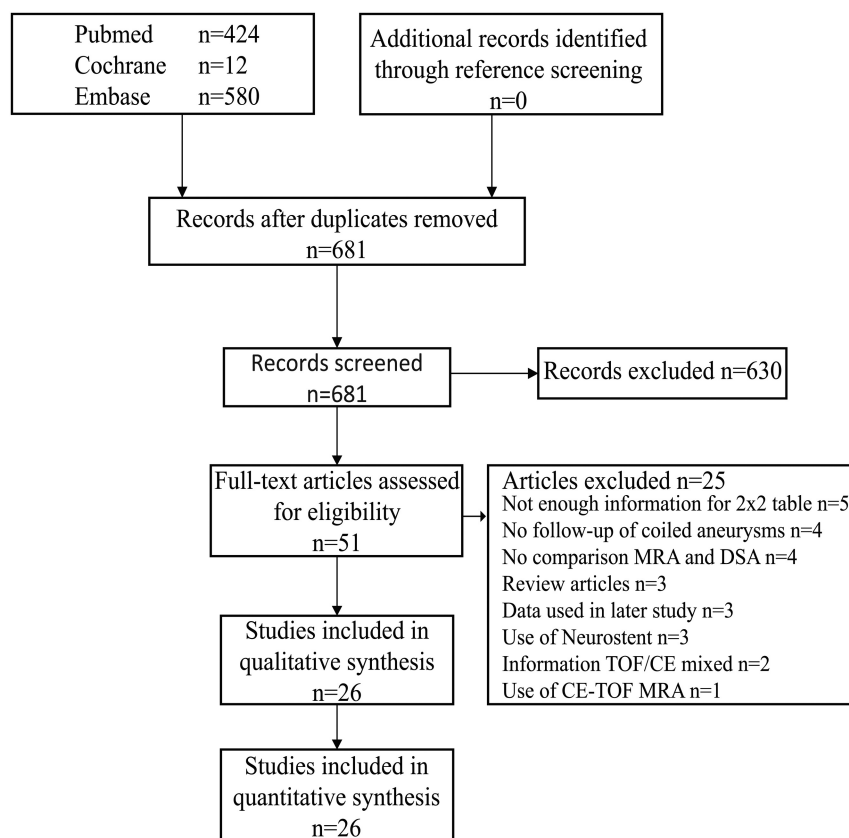 Pubmed n=424
Cochrane n=12
Embase n=580
Additional records identified
through reference screening
n=0
Records after duplicates removed
n=681
Records screened
n=681
Records excluded n=630
Full-text articles assessed
for eligibility
n=51
Articles excluded n=25
Not enough information for 2x2 table n=5
No follow-up of coiled aneurysms n=4
No comparison MRA and DSA n=4
Review articles n=3
Data used in later study n=3
Use of Neurostent n=3
Information TOF/CE mixed n=2
Use of CE-TOF MRA n=1
Studies included in
qualitative synthesis
n=26
Studies included in
quantitative synthesis
n=26